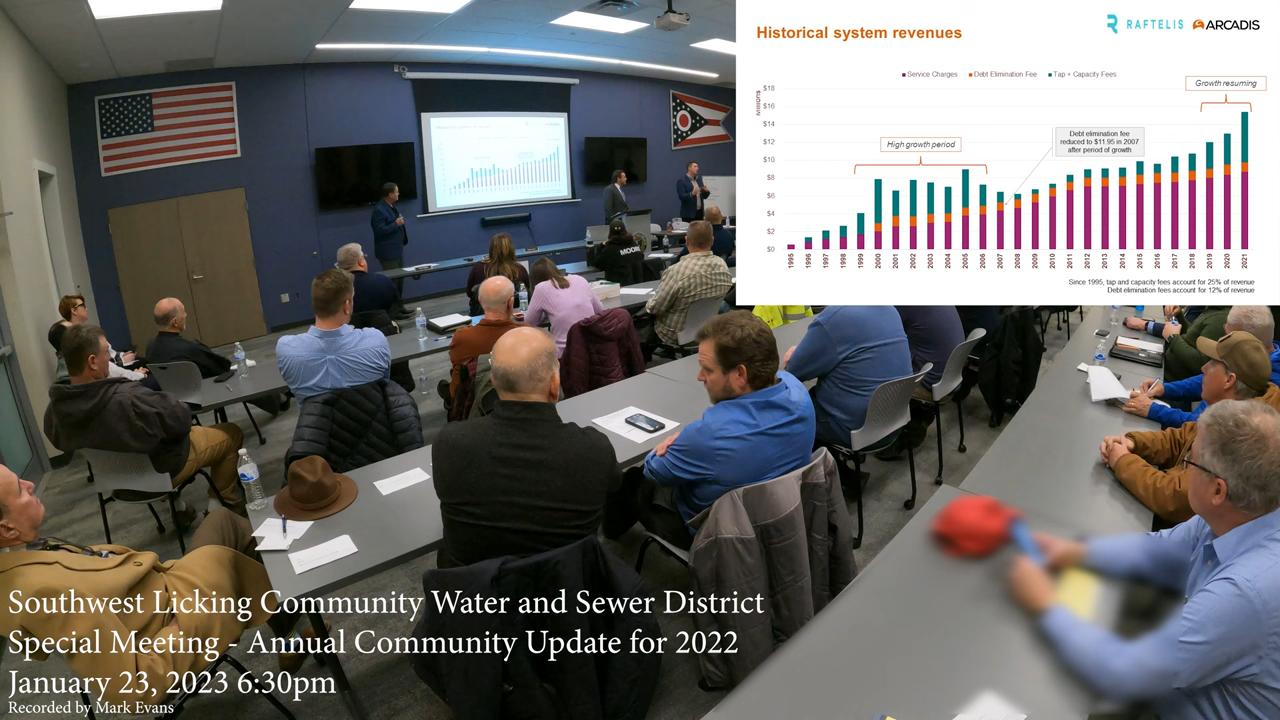 Historical system revenues
RAFTELIS ARCADIS
Service Charges Debt Elimination Fee Tap + Capacity Fees
Growth resuming
High growth period
Debt elimination fee
reduced to $11.95 in 2007
after period of growth
Millions
$18
$16
$14
$12
$10
$8
$6
$4
$2
$0
1995 1996 1997 1998 1999 2000 2001 2002 2003 2004 2005 2006 2007 2008 2009 2010 2011 2012 2013 2014 2015 2016 2017 2018 2019 2020 2021
Since 1995, tap and capacity fees account for 25% of revenue
Debt elimination fees account for 12% of revenue
MOORE
Southwest Licking Community Water and Sewer District
Special Meeting - Annual Community Update for 2022
January 23, 2023 6:30pm
Recorded by Mark Evans